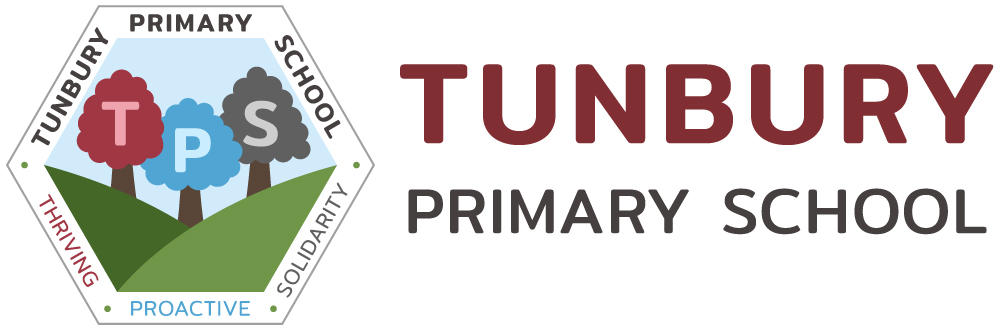 TUNBURY PRIMARY SCHOOL
T P S
THRIVING
PROACTIVE
SOLIDARITY
TUNBURY
PRIMARY SCHOOL